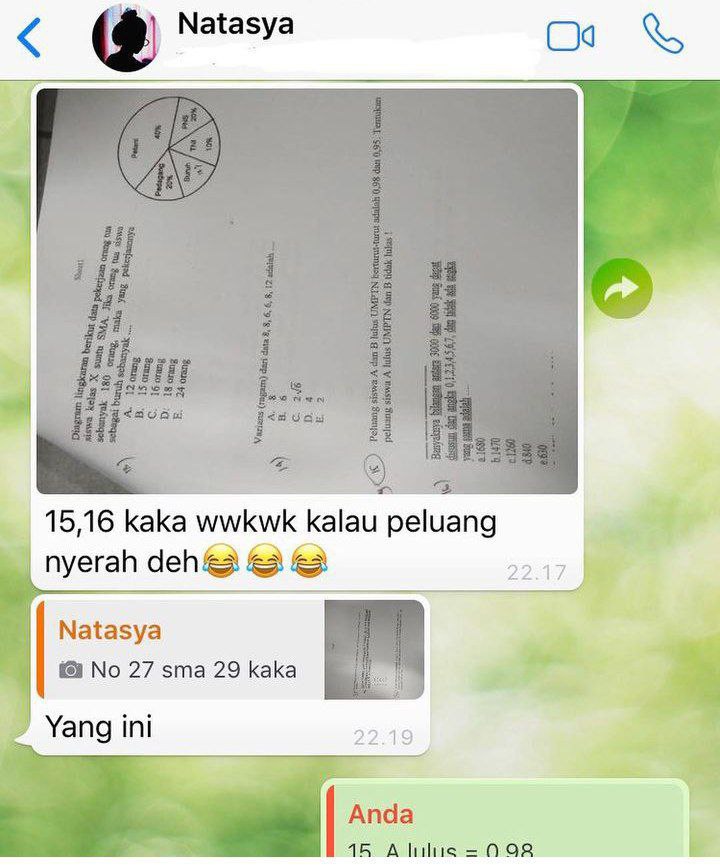 Natasya
Soal1
Diagram lingkaran berikut data pekerjaan orang tua
siswa kelas X suatu SMA. Jika orang tua siswa
sebanyak 180 orang, maka yang pekerjaannya
sebagai buruh sebanyak ....
A. 12 orang
B. 15 orang
C. 16 orang
D. 18 orang
E. 24 orang
Petani
40%
PNS
25%
TNI
10%
Buruh
Pedagang
20%
Varians (ragam) dari data 8, 8, 6, 6, 8, 12 adalah ...
A. 8
B. 6
C. 2√6
D. 4
E. 2
15
Peluang siswa A dan B lulus UMPTN berturut-turut adalah 0,98 dan 0,95 Tentukan
peluang siswa A lulus UMPTN dan B tidak lulus !
16
Banyaknya bilangan antara 3000 dan 6000 yang dapat
disusun dari angka 0,1,2,3,4,5,6,7, dan tidak ada angka
yang sama adalah
a.1680
b.1470
c.1260
d.840
e.630
15,16 kaka wwkwk kalau peluang
nyerah deh😂😂😂
22.17
Natasya
No 27 sma 29 kaka
Yang ini
22.19
Anda
15. A lulus = 0,98